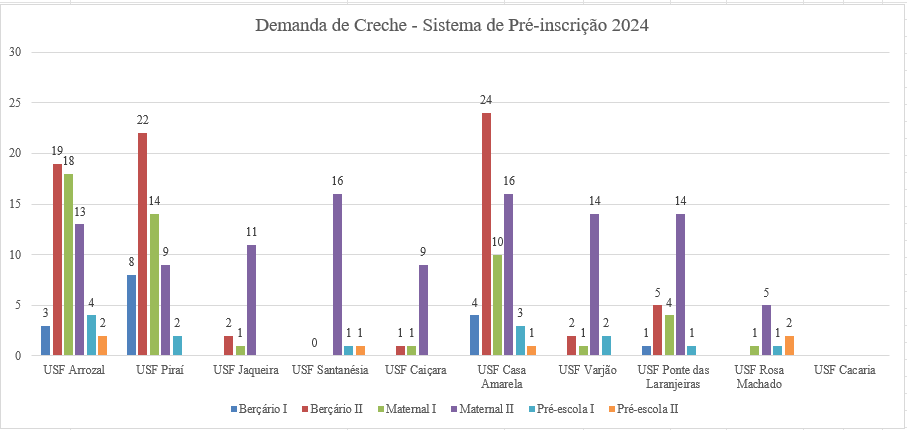 Demanda de Creche - Sistema de Pré-inscrição 2024
30
25
20
15
10
5
0
3 19 18 13 4 2
8 22 14 9 2
2 1 11
0 16 1 1
1 1 9
4 24 10 16 3 1
2 1 14 2
1 5 4 14 1
1 5 1 2
USF Arrozal
USF Piraí
USF Jaqueira
USF Santanésia
USF Caiçara
USF Casa
Amarela
USF Varjão
USF Ponte das
Laranjeiras
USF Rosa
Machado
USF Cacaria
Berçário I Berçário II Maternal I Maternal II Pré-escola I Pré-escola II